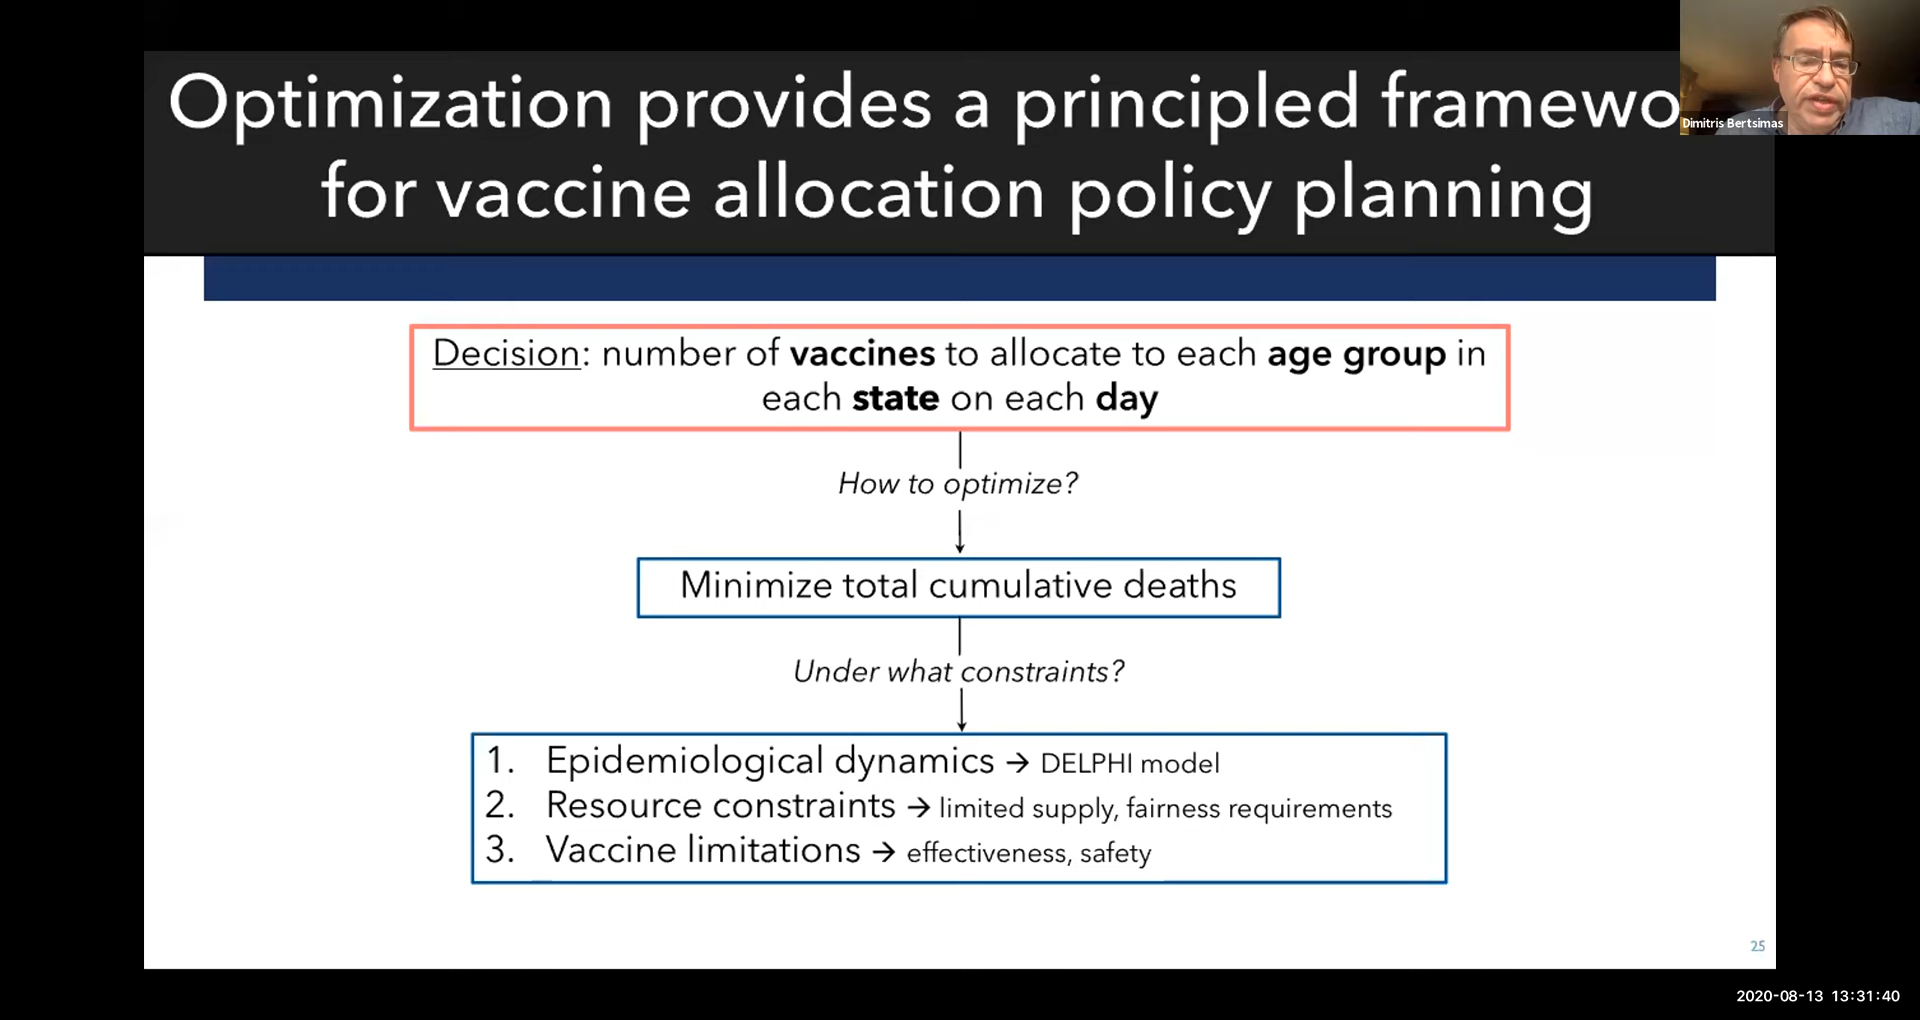 Optimization provides a principled framewo
for vaccine allocation policy planning
Dimitris Bertsimas
Decision: number of vaccines to allocate to each age group in
each state on each day
How to optimize?
Minimize total cumulative deaths
Under what constraints?
1. Epidemiological dynamics → DELPHI model
2. Resource constraints → limited supply, fairness requirements
3. Vaccine limitations → effectiveness, safety
25
2020-08-13 13:31:40